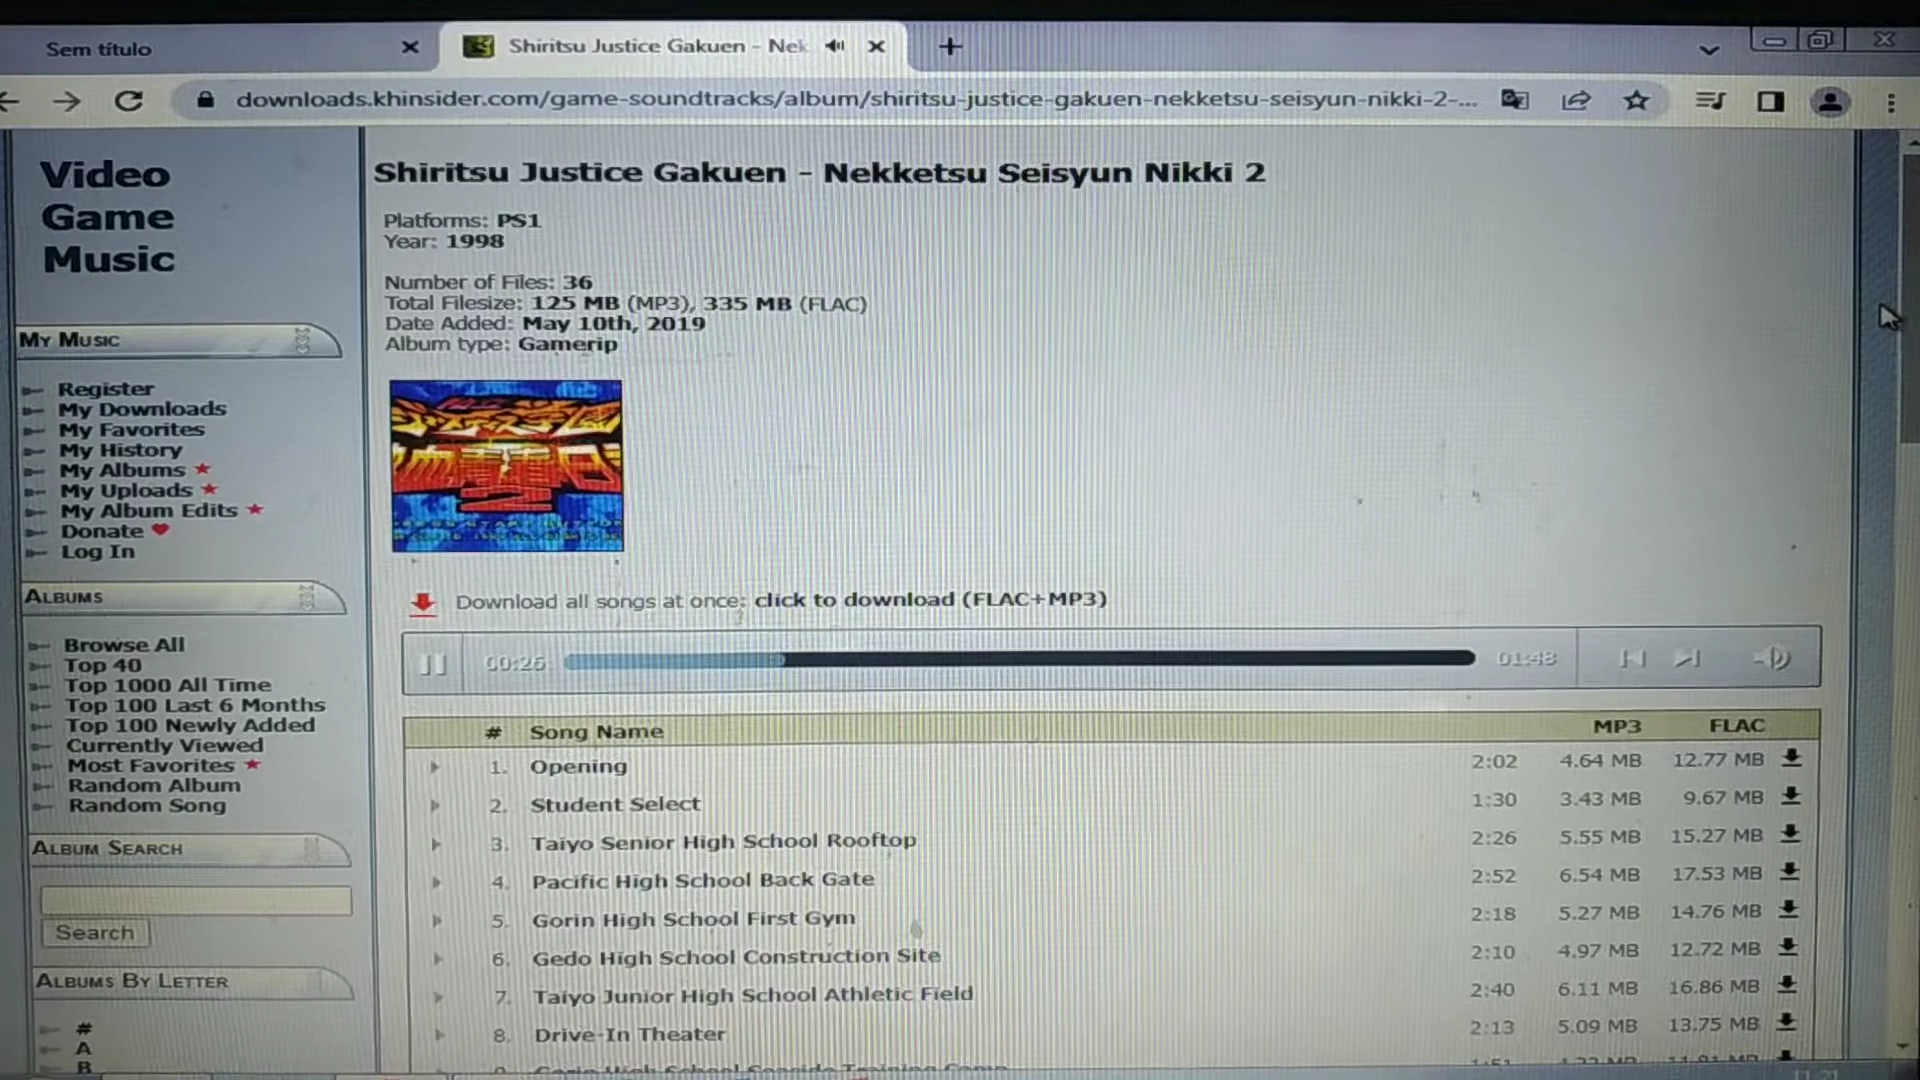 Sem título
Shiritsu Justice Gakuen - Nek
downloads.khinsider.com/game-soundtracks/album/shiritsu-justice-gakuen-nekketsu-seisyun-nikki-2-...
Video
Game
Music
MY MUSIC
Register
My Downloads
My Favorites
My History
My Albums
My Uploads
My Album Edits
Donate
Log In
ALBUMS
Browse All
Top 40
Top 1000 All Time
Top 100 Last 6 Months
Top 100 Newly Added
Currently Viewed
Most Favorites
Random Album
Random Song
ALBUM SEARCH
Search
ALBUMS BY LETTER
#
A
B
Shiritsu Justice Gakuen - Nekketsu Seisyun Nikki 2
Platforms: PS1
Year: 1998
Number of Files: 36
Total Filesize: 125 MB (MP3), 335 MB (FLAC)
Date Added: May 10th, 2019
Album type: Gamerip
2
PRESS START BUTTON
Download all songs at once: click to download (FLAC+MP3)
00:26 01:48
# Song Name MP3 FLAC
1. Opening 2:02 4.64 MB 12.77 MB
2. Student Select 1:30 3.43 MB 9.67 MB
3. Taiyo Senior High School Rooftop 2:26 5.55 MB 15.27 MB
4. Pacific High School Back Gate 2:52 6.54 MB 17.53 MB
5. Gorin High School First Gym 2:18 5.27 MB 14.76 MB
6. Gedo High School Construction Site 2:10 4.97 MB 12.72 MB
7. Taiyo Junior High School Athletic Field 2:40 6.11 MB 16.86 MB
8. Drive-In Theater 2:13 5.09 MB 13.75 MB
Gorin High School Seaside Training Camp